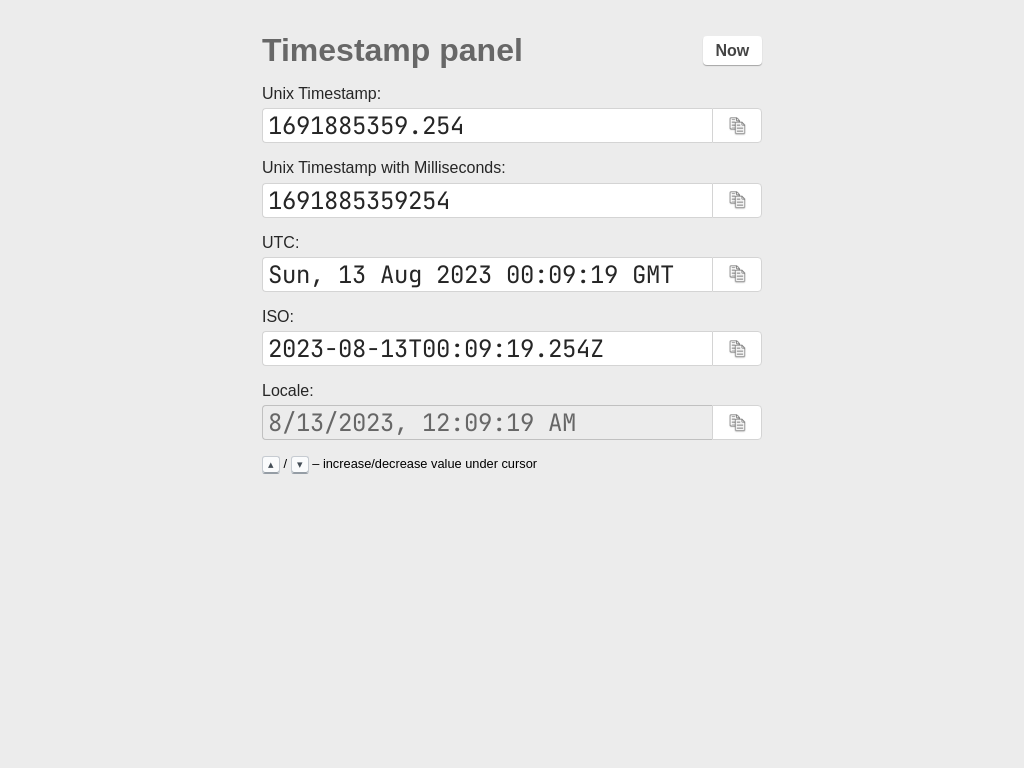 Timestamp panel
Now
Unix Timestamp:
1691885359.254
Unix Timestamp with Milliseconds:
1691885359254
UTC:
Sun, 13 Aug 2023 00:09:19 GMT
ISO:
2023-08-13T00:09:19.254Z
Locale:
8/13/2023, 12:09:19 AM
▲ / ▼ – increase/decrease value under cursor